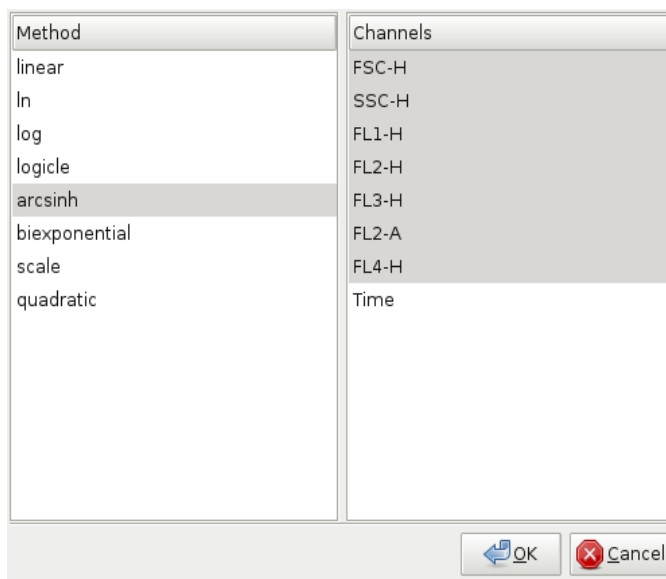 Method
linear
ln
log
logicle
arcsinh
biexponential
scale
quadratic
Channels
FSC-H
SSC-H
FL1-H
FL2-H
FL3-H
FL2-A
FL4-H
Time
OK
Cancel